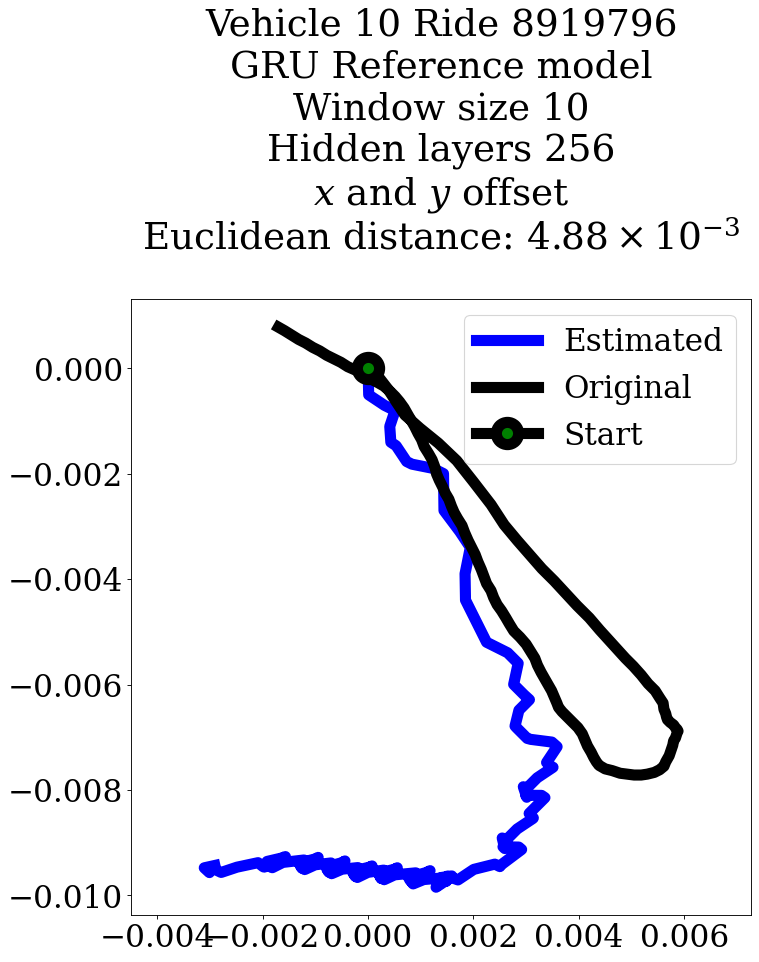 Vehicle 10 Ride 8919796
GRU Reference model
Window size 10
Hidden layers 256
x and y offset
Euclidean distance: 4.88 × 10⁻³
Estimated
Original
Start
0.000
−0.002
−0.004
−0.006
−0.008
−0.010
−0.004 −0.002 0.000 0.002 0.004 0.006